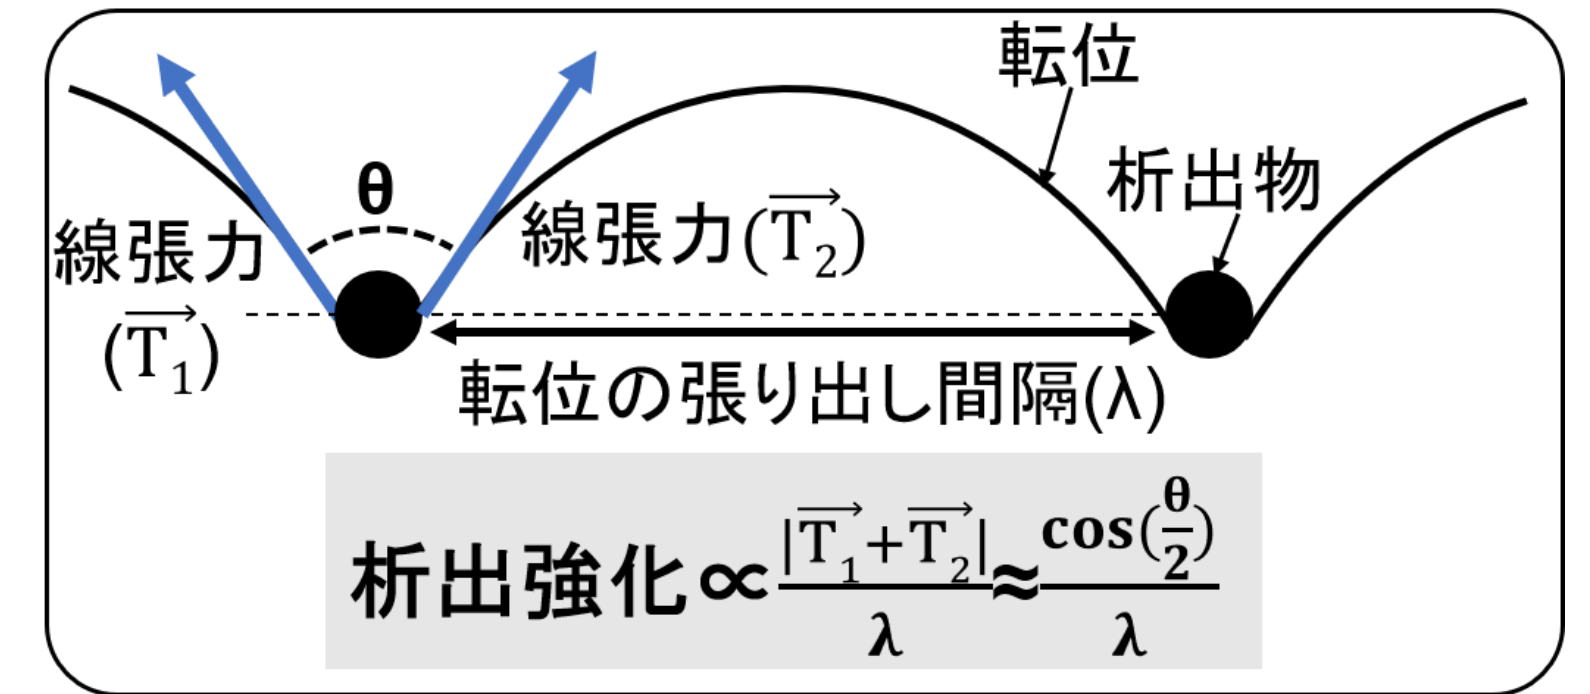 転位
析出物
θ
線張力
(T₁)
線張力(T₂)
転位の張り出し間隔(λ)
析出強化∝|T₁+T₂|/λ≈cos(θ/2)/λ